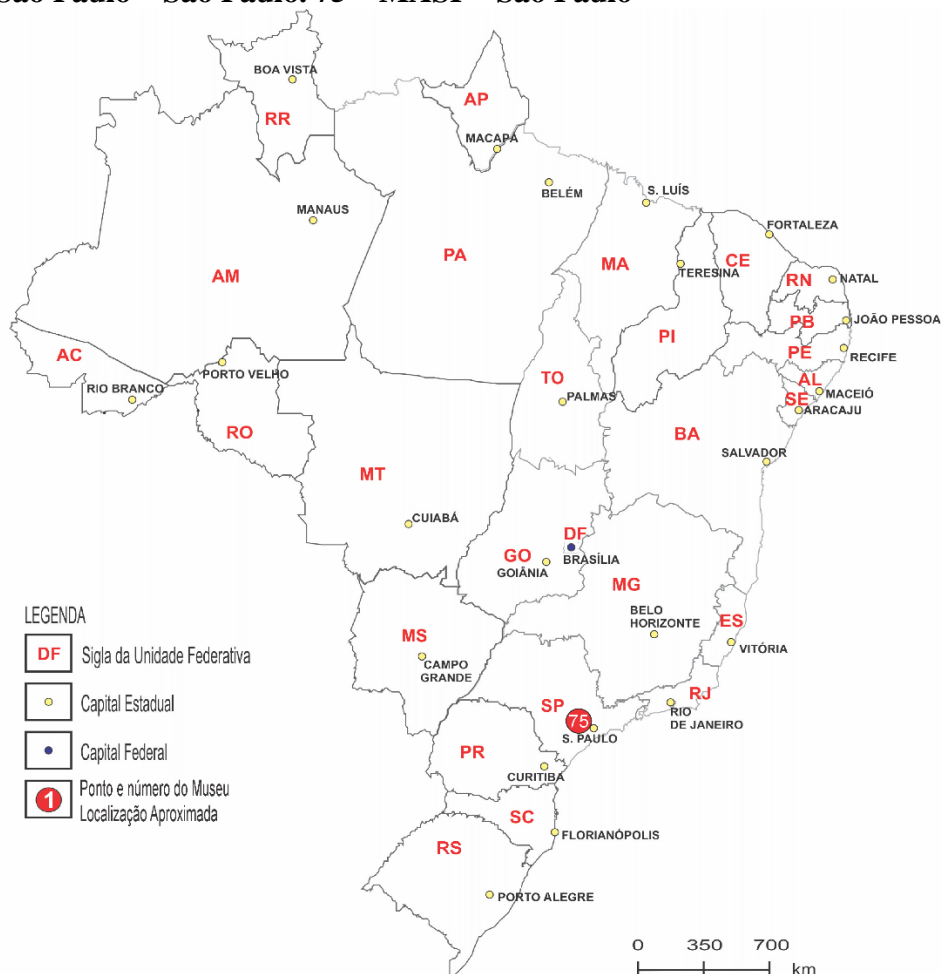 São Paulo – São Paulo. 75 – MASP – São Paulo
BOA VISTA
RR
AP
MACAPÁ
BELÉM
S. LUÍS
MANAUS
FORTALEZA
AM
PA
MA
TERESINA
CE
RN
NATAL
PB
JOÃO PESSOA
PI
PE
RECIFE
AC
RIO BRANCO
PORTO VELHO
TO
PALMAS
AL
MACEIÓ
SE
ARACAJU
RO
BA
SALVADOR
MT
CUIABÁ
DF
BRASÍLIA
GO
GOIÂNIA
MG
BELO
HORIZONTE
ES
VITÓRIA
MS
CAMPO
GRANDE
SP
75
S. PAULO
RJ
RIO
DE JANEIRO
PR
CURITIBA
SC
FLORIANÓPOLIS
RS
PORTO ALEGRE
LEGENDA
DF Sigla da Unidade Federativa
Capital Estadual
Capital Federal
1 Ponto e número do Museu
Localização Aproximada
0 350 700
km